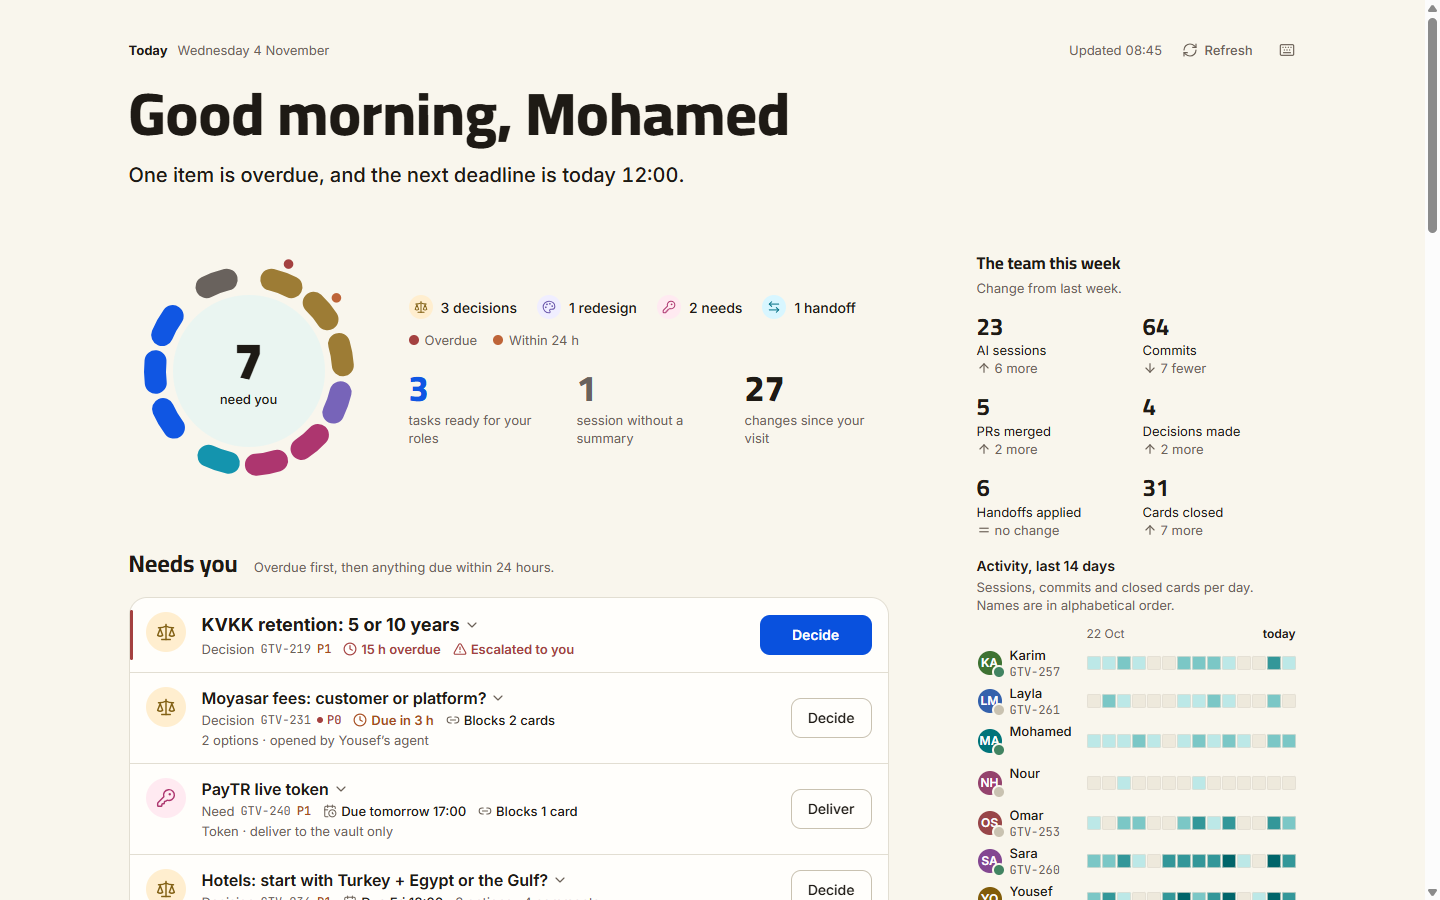 Today Wednesday 4 November
Updated 08:45 Refresh
Good morning, Mohamed
One item is overdue, and the next deadline is today 12:00.
7
need you
3 decisions 1 redesign 2 needs 1 handoff
Overdue Within 24 h
3
tasks ready for your
roles
1
session without a
summary
27
changes since your
visit
Needs you Overdue first, then anything due within 24 hours.
KVKK retention: 5 or 10 years
Decision GTV-219 P1 15 h overdue Escalated to you
Decide
Moyasar fees: customer or platform?
Decision GTV-231 P0 Due in 3 h Blocks 2 cards
2 options · opened by Yousef's agent
Decide
PayTR live token
Need GTV-240 P1 Due tomorrow 17:00 Blocks 1 card
Token · deliver to the vault only
Deliver
Hotels: start with Turkey + Egypt or the Gulf?
Decide
The team this week
Change from last week.
23
AI sessions
↑ 6 more
64
Commits
↓ 7 fewer
5
PRs merged
↑ 2 more
4
Decisions made
↑ 2 more
6
Handoffs applied
= no change
31
Cards closed
↑ 7 more
Activity, last 14 days
Sessions, commits and closed cards per day.
Names are in alphabetical order.
22 Oct today
KA Karim
GTV-257
LM Layla
GTV-261
MA Mohamed
NH Nour
OS Omar
GTV-253
SA Sara
GTV-260
YO Yousef